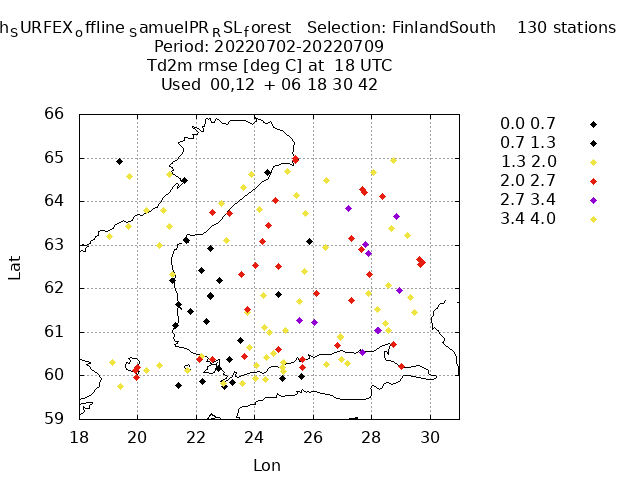 hSURFEXoffline SamuelPRRSLforest Selection: FinlandSouth 130 stations
Period: 20220702-20220709
Td2m rmse [deg C] at 18 UTC
Used 00,12 + 06 18 30 42
66
65
64
63
62
61
60
59
18 20 22 24 26 28 30
Lat
Lon
0.0 0.7
0.7 1.3
1.3 2.0
2.0 2.7
2.7 3.4
3.4 4.0